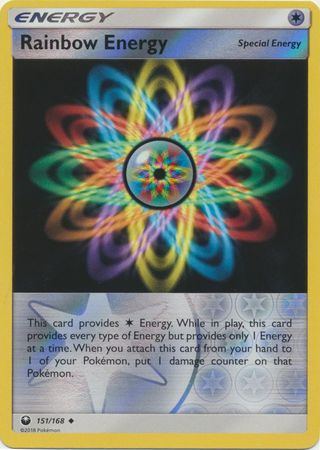 ENERGY
Rainbow Energy
Special Energy
This card provides Energy. While in play, this card
provides every type of Energy but provides only 1 Energy
at a time. When you attach this card from your hand to
1 of your Pokémon, put 1 damage counter on that
Pokémon.
151/168
©2018 Pokémon